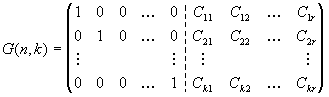 1 0 0 … 0 C11 C12 … C1r
G(n,k) = 0 1 0 … 0 C21 C22 … C2r
⋮ ⋮ ⋮ ⋮
0 0 0 … 1 Ck1 Ck2 … Ckr